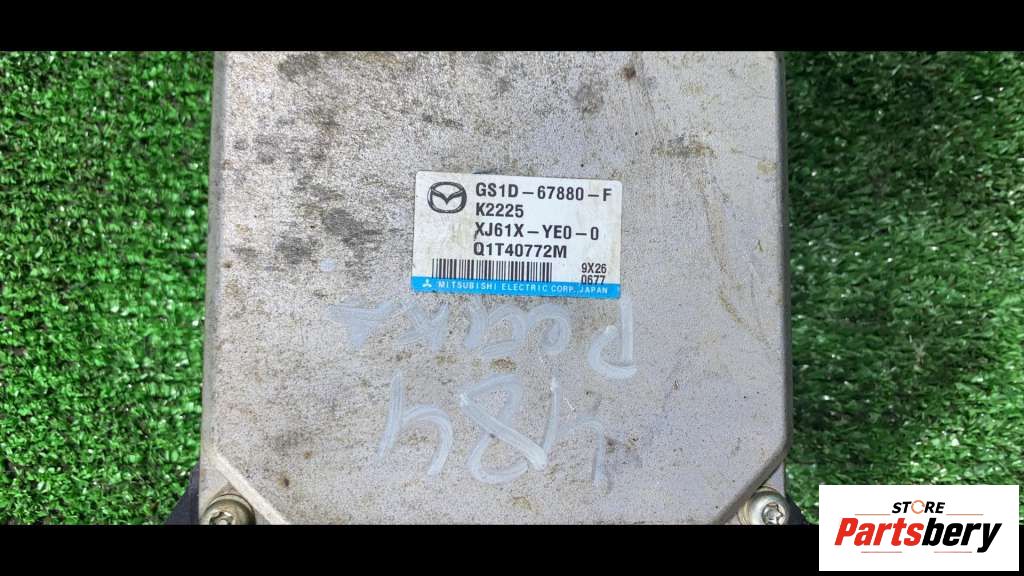 GS1D-67880-F
K2225
XJ61X-YE0-0
Q1T40772M
9X26
0677
MITSUBISHI ELECTRIC CORP. JAPAN
STORE
Partsbery